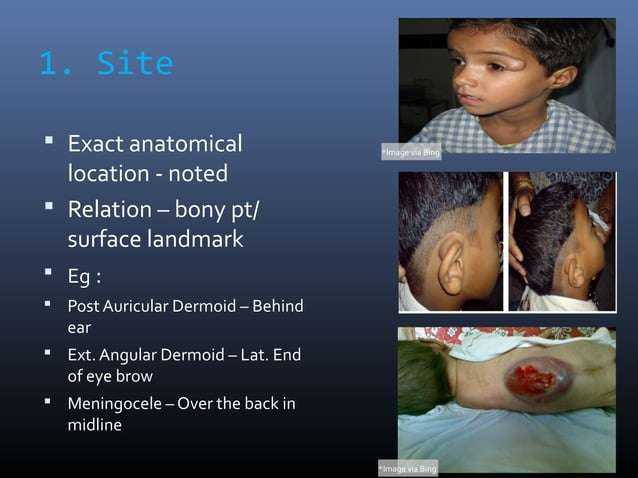 1. Site
Exact anatomical
location - noted
Relation – bony pt/
surface landmark
Eg :
Post Auricular Dermoid – Behind
ear
Ext. Angular Dermoid – Lat. End
of eye brow
Meningocele – Over the back in
midline
*Image via Bing
*Image via Bing